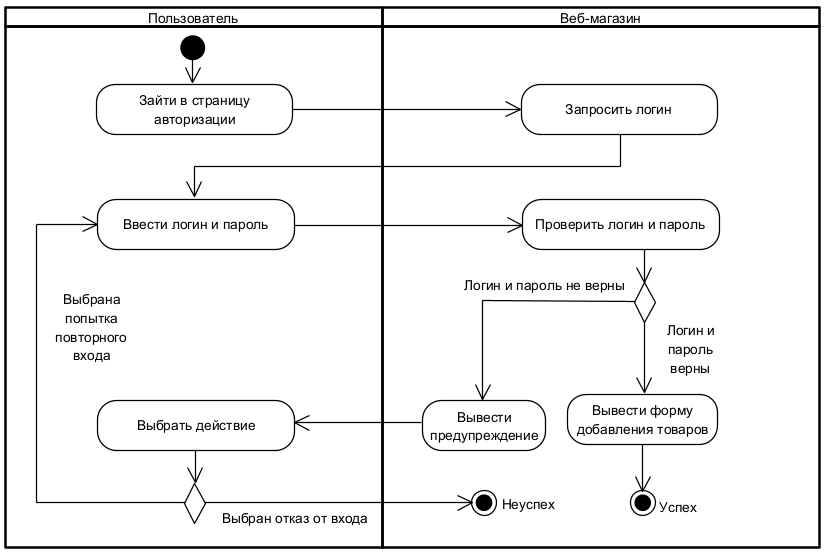 Пользователь
Веб-магазин
Зайти в страницу
авторизации
Запросить логин
Ввести логин и пароль
Проверить логин и пароль
Логин и пароль не верны
Выбрана
попытка
повторного
входа
Логин и
пароль
верны
Выбрать действие
Вывести
предупреждение
Вывести форму
добавления товаров
Выбран отказ от входа
Неуспех
Успех